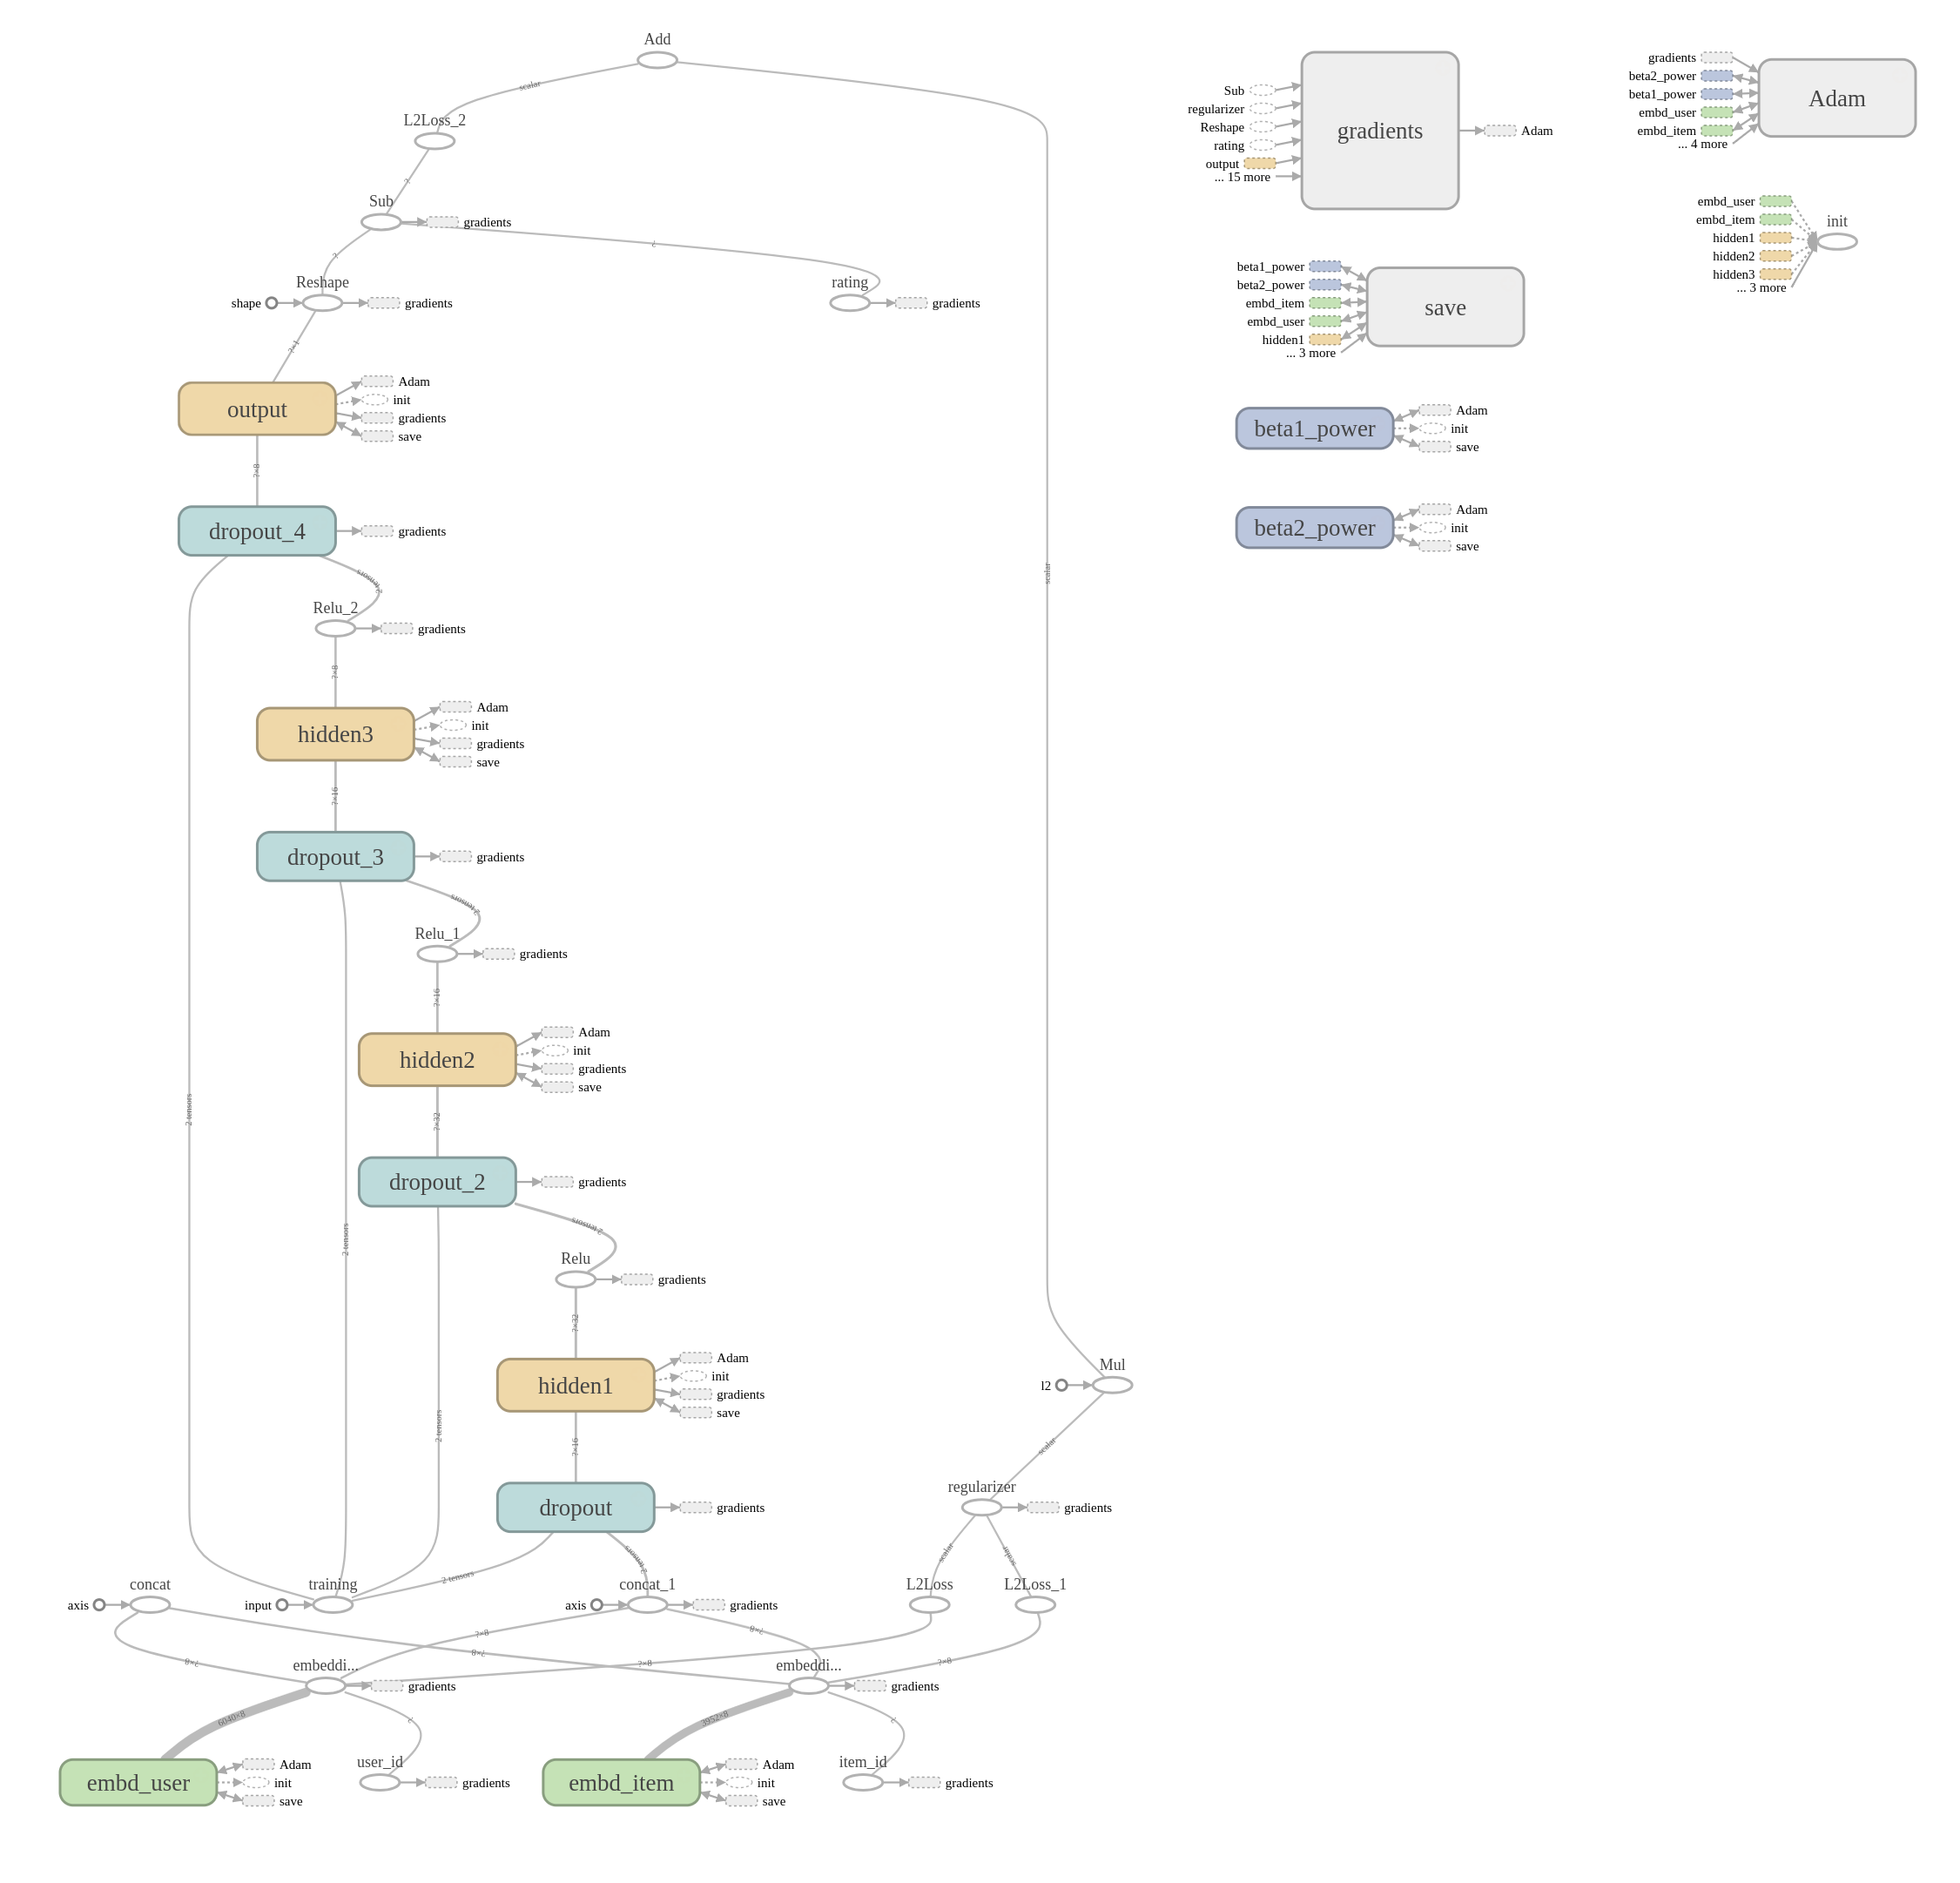 Add
scalar
L2Loss_2
?
Sub
gradients
?
?
Reshape
shape
gradients
rating
gradients
?×1
output
Adam
init
gradients
save
?×8
dropout_4
gradients
2 tensors
Relu_2
gradients
?×8
hidden3
Adam
init
gradients
save
?×16
dropout_3
gradients
2 tensors
Relu_1
gradients
?×16
hidden2
Adam
init
gradients
save
?×32
dropout_2
gradients
2 tensors
Relu
gradients
?×32
hidden1
Adam
init
gradients
save
?×16
dropout
gradients
2 tensors
2 tensors
2 tensors
2 tensors
2 tensors
scalar
Mul
l2
scalar
regularizer
gradients
scalar
scalar
concat
axis
training
input
concat_1
axis
gradients
L2Loss
L2Loss_1
?×8
?×8
?×8
?×8
?×8
?×8
embeddi...
gradients
embeddi...
gradients
6040×8
?
3952×8
?
embd_user
Adam
init
save
user_id
gradients
embd_item
Adam
init
save
item_id
gradients
gradients
Sub
regularizer
Reshape
rating
output
... 15 more
Adam
Adam
gradients
beta2_power
beta1_power
embd_user
embd_item
... 4 more
init
embd_user
embd_item
hidden1
hidden2
hidden3
... 3 more
save
beta1_power
beta2_power
embd_item
embd_user
hidden1
... 3 more
beta1_power
Adam
init
save
beta2_power
Adam
init
save